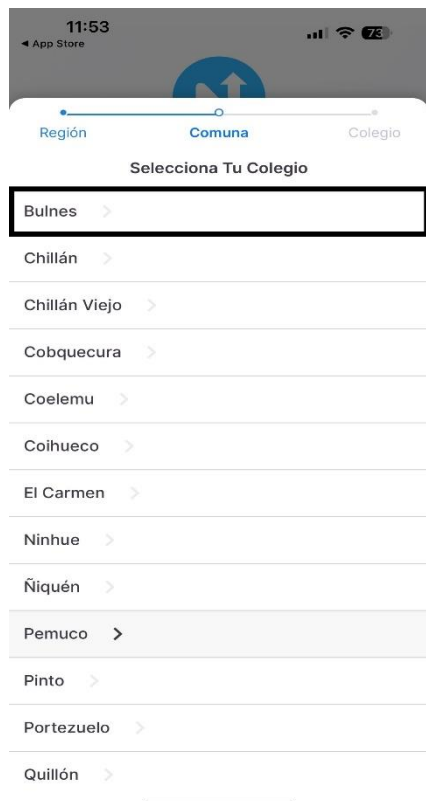 11:53
73
◀ App Store
Región Comuna Colegio
Selecciona Tu Colegio
Bulnes
Chillán
Chillán Viejo
Cobquecura
Coelemu
Coihueco
El Carmen
Ninhue
Ñiquén
Pemuco
Pinto
Portezuelo
Quillón